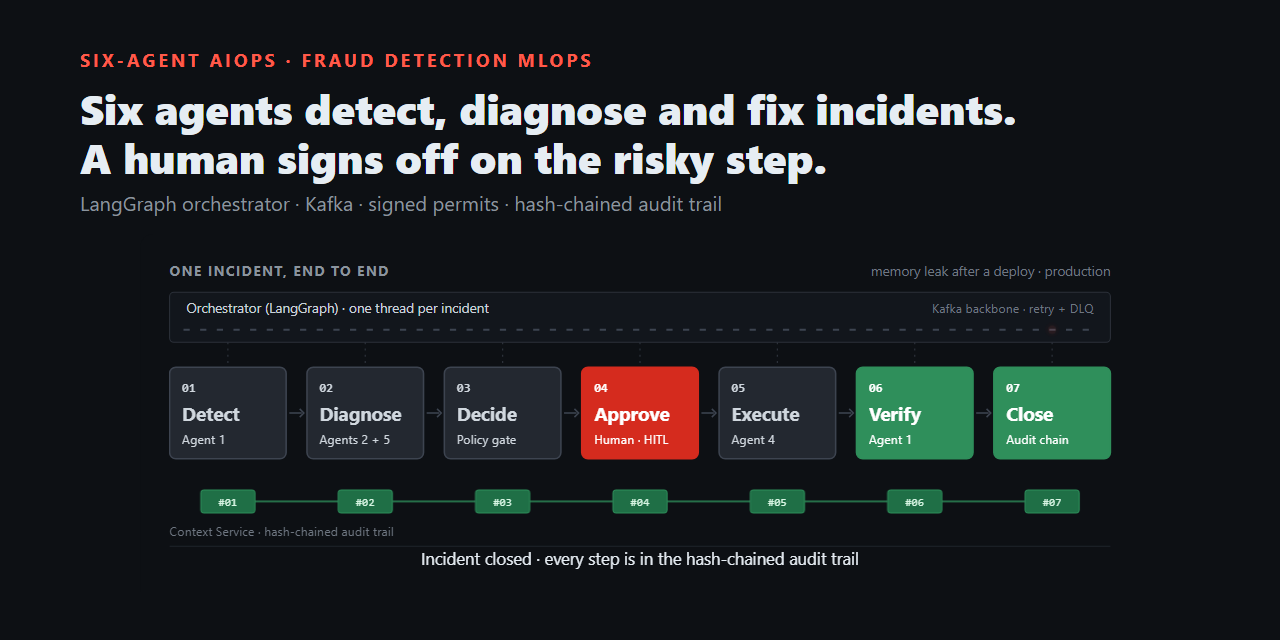 SIX-AGENT AIOPS · FRAUD DETECTION MLOPS
Six agents detect, diagnose and fix incidents.
A human signs off on the risky step.
LangGraph orchestrator · Kafka · signed permits · hash-chained audit trail
ONE INCIDENT, END TO END
memory leak after a deploy · production
Orchestrator (LangGraph) · one thread per incident
Kafka backbone · retry + DLQ
01
Detect
Agent 1
02
Diagnose
Agents 2 + 5
03
Decide
Policy gate
04
Approve
Human · HITL
05
Execute
Agent 4
06
Verify
Agent 1
07
Close
Audit chain
#01
#02
#03
#04
#05
#06
#07
Context Service · hash-chained audit trail
Incident closed · every step is in the hash-chained audit trail